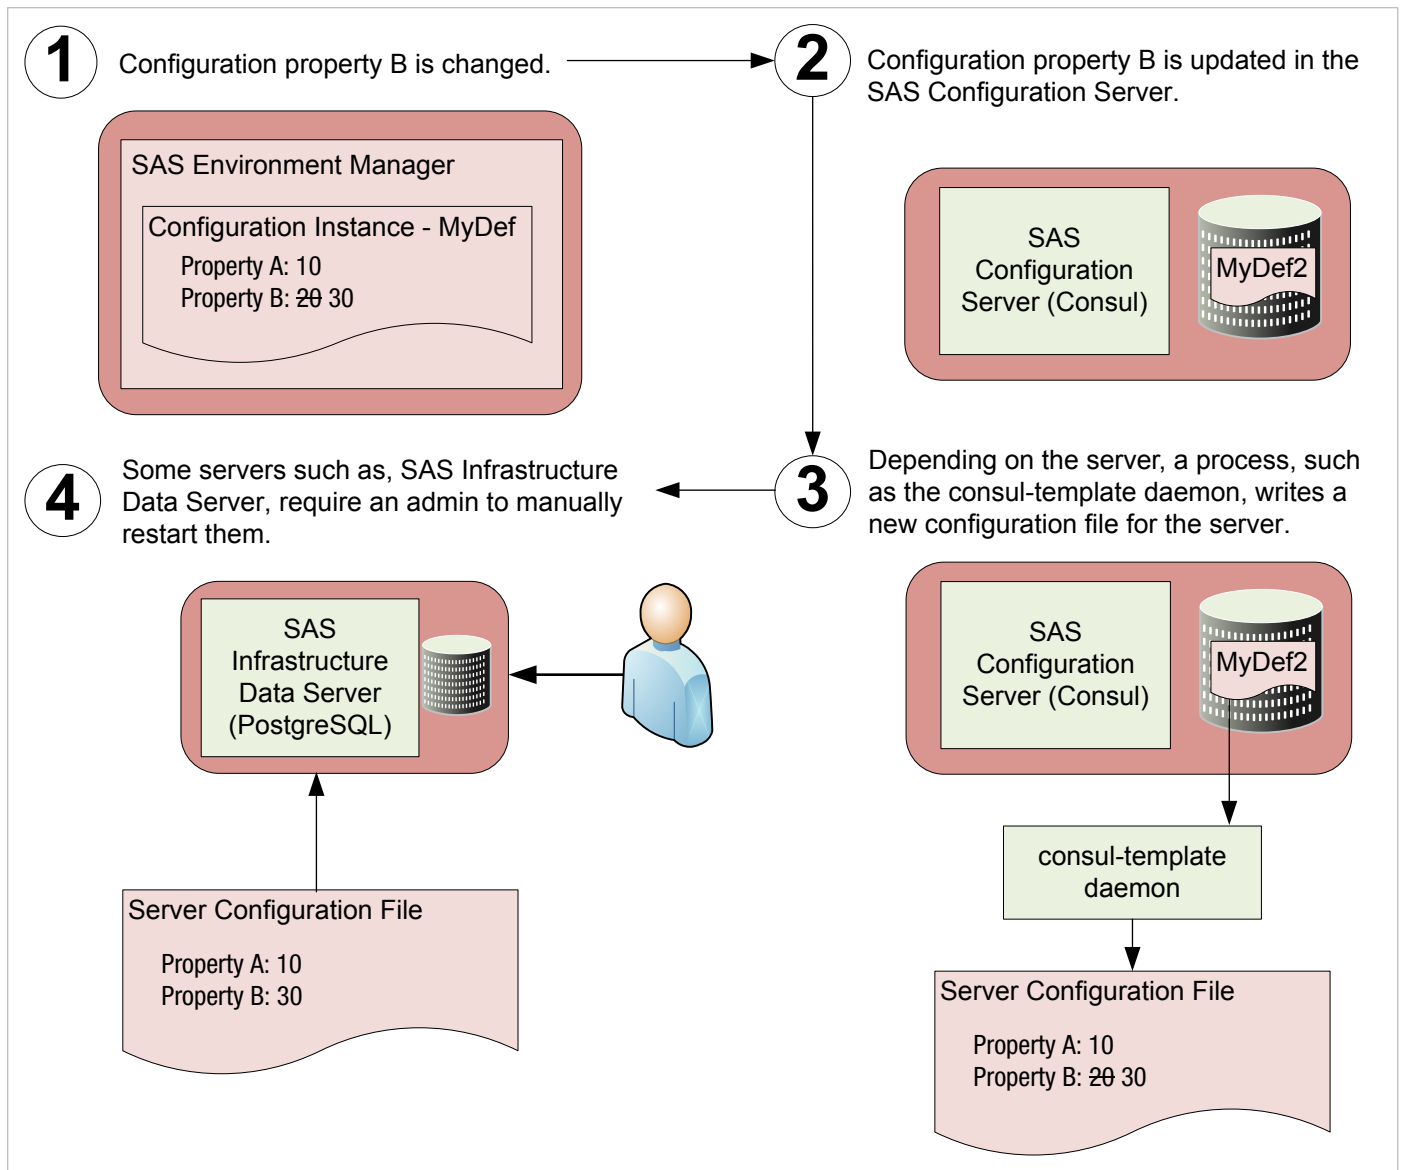 1
Configuration property B is changed.
SAS Environment Manager
Configuration Instance - MyDef
Property A: 10
Property B: 20 30
2
Configuration property B is updated in the
SAS Configuration Server.
SAS
Configuration
Server (Consul)
MyDef2
3
Depending on the server, a process, such
as the consul-template daemon, writes a
new configuration file for the server.
SAS
Configuration
Server (Consul)
MyDef2
consul-template
daemon
Server Configuration File
Property A: 10
Property B: 20 30
4
Some servers such as, SAS Infrastructure
Data Server, require an admin to manually
restart them.
SAS
Infrastructure
Data Server
(PostgreSQL)
Server Configuration File
Property A: 10
Property B: 30